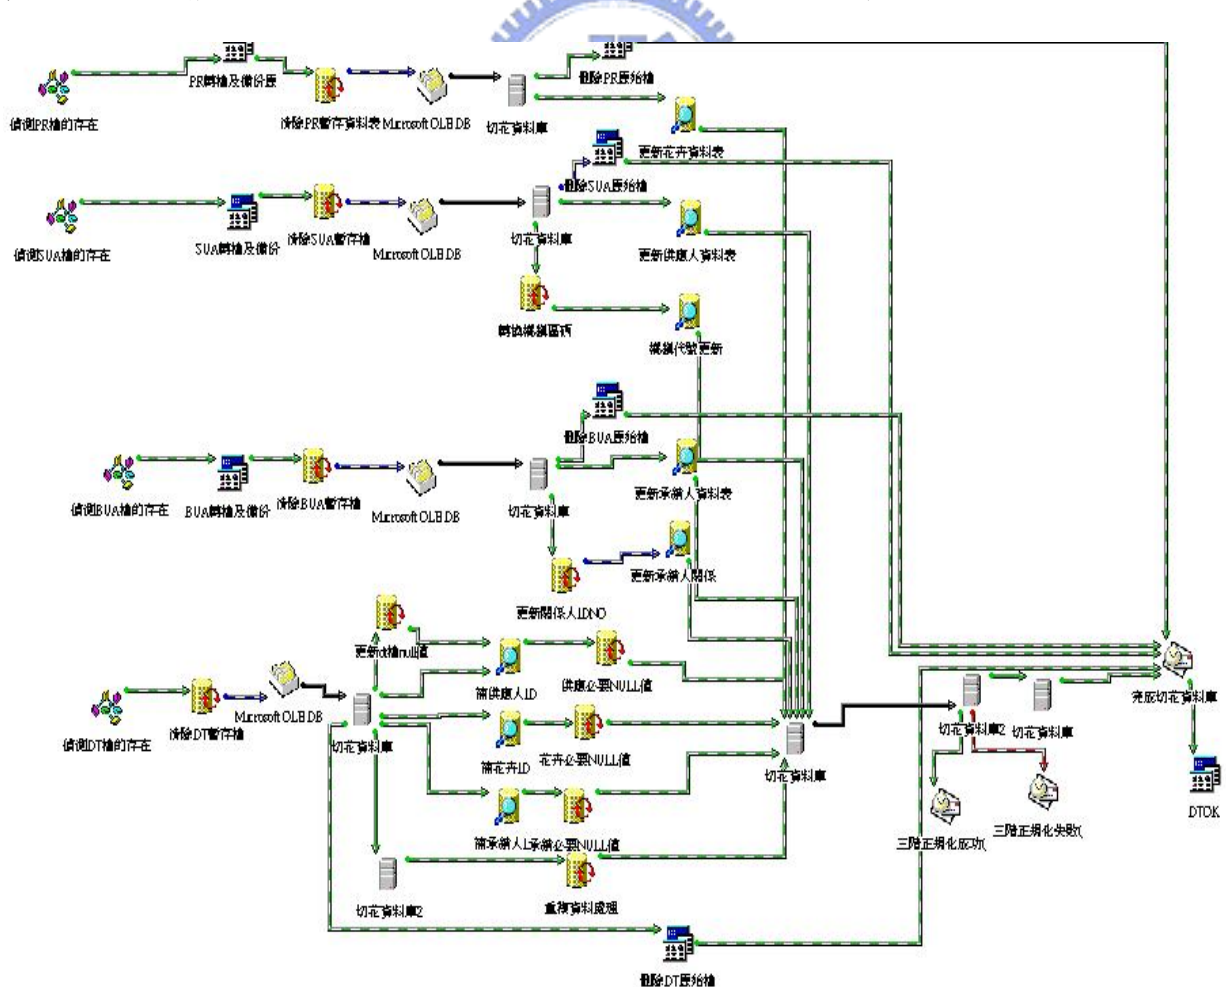 PR轉檔及備份應
刪除PR原始檔
偵測PR檔的存在
清除PR暫存資料表
Microsoft OLE DB
切花資料庫
更新花卉資料表
刪除SUA原始檔
偵測SUA檔的存在
SUA轉檔及備份
清除SUA暫存檔
Microsoft OLE DB
切花資料庫
更新供應人資料表
轉換鄉鎮區碼
鄉鎮代號更新
刪除BUA原始檔
偵測BUA檔的存在
BUA轉檔及備份
清除BUA暫存檔
Microsoft OLE DB
切花資料庫
更新承銷人資料表
更新關係人IDNO
更新承銷人關係
更新dt檔null值
補供應人ID
供應必要NULL值
偵測DT檔的存在
清除DT暫存檔
Microsoft OLE DB
切花資料庫
補花卉ID
花卉必要NULL值
切花資料庫
切花資料庫2
切花資料庫
完成切花資料庫
補承銷人I
承銷必要NULL值
三階正規化成功(
三階正規化失敗(
DTOK
切花資料庫2
重複資料處理
刪除DT原始檔